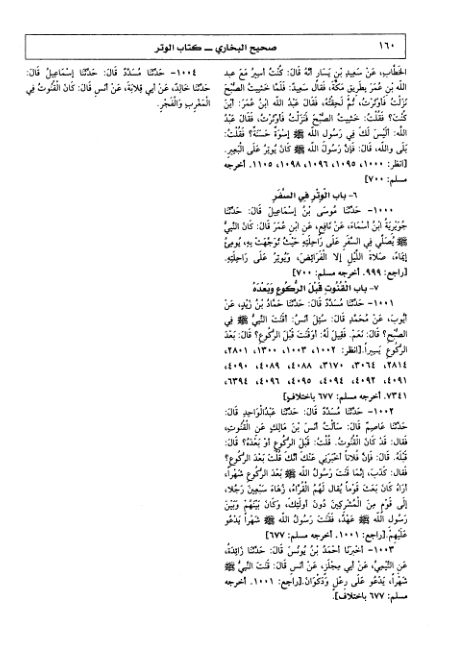 ١٦٠
صحيح البخاري ــ كتاب الوتر
الخَطَّابِ، عَنْ سَعِيدِ بْنِ يَسَارٍ أَنَّهُ قَالَ: كُنْتُ أَسِيرُ مَعَ عبد
اللَّهِ بْنِ عُمَرَ بِطَرِيقِ مَكَّةَ، فَقَالَ سَعِيدٌ: فَلَمَّا خَشِيتُ الصُّبْحَ
نَزَلْتُ فَأَوْتَرْتُ، ثُمَّ لَحِقْتُهُ، فَقَالَ عَبْدُ اللَّهِ ابنُ عُمَرَ: أَيْنَ
كُنْتَ؟ فَقُلْتُ: خَشِيتُ الصُّبْحَ فَنَزَلْتُ فَأَوْتَرْتُ، فَقَالَ عَبْدُ
اللَّهِ: أَلَيْسَ لَكَ فِي رَسُولِ اللَّهِ ﷺ إِسْوَةٌ حَسَنَةٌ؟ فَقُلْتُ:
بَلَى وَاللَّهِ، قَالَ: فَإِنَّ رَسُولَ اللَّهِ ﷺ كَانَ يُوتِرُ عَلَى الْبَعِيرِ.
[انظر: ١٠٠٠، ١٠٩٥، ١٠٩٦، ١٠٩٨، ١١٠٥. أخرجه
مسلم: ٧٠٠]
٦- باب الْوِتْرِ فِي السَّفَرِ
١٠٠٠- حَدَّثَنَا مُوسَى بْنُ إِسْمَاعِيلَ قَالَ: حَدَّثَنَا
جُوَيْرِيَةُ ابْنُ أَسْمَاءَ، عَنْ نَافِعٍ، عَنِ ابْنِ عُمَرَ قَالَ: كَانَ النَّبِيُّ
ﷺ يُصَلِّي فِي السَّفَرِ عَلَى رَاحِلَتِهِ حَيْثُ تَوَجَّهَتْ بِهِ، يُومِئُ
إِيمَاءً، صَلَاةَ اللَّيْلِ إِلَّا الْفَرَائِضَ، وَيُوتِرُ عَلَى رَاحِلَتِهِ.
[راجع: ٩٩٩. أخرجه مسلم: ٧٠٠]
٧- باب الْقُنُوتِ قَبْلَ الرُّكُوعِ وَبَعْدَهُ
١٠٠١- حَدَّثَنَا مُسَدَّدٌ قَالَ: حَدَّثَنَا حَمَّادُ بْنُ زَيْدٍ، عَنْ
أَيُّوبَ، عَنْ مُحَمَّدٍ قَالَ: سُئِلَ أَنَسٌ: أَقَنَتَ النَّبِيُّ ﷺ فِي
الصُّبْحِ؟ قَالَ: نَعَمْ. فَقِيلَ لَهُ: أَوَقَنَتَ قَبْلَ الرُّكُوعِ؟ قَالَ: بَعْدَ
الرُّكُوعِ يَسِيراً. [انظر: ١٠٠٢، ١٠٠٣، ١٣٠٠، ٢٨٠١،
٢٨١٤، ٣٠٦٤، ٣١٧٠، ٤٠٨٨، ٤٠٨٩، ٤٠٩٠،
٤٠٩١، ٤٠٩٢، ٤٠٩٤، ٤٠٩٥، ٤٠٩٦، ٦٣٩٤،
٧٣٤١. أخرجه مسلم: ٦٧٧ باختلاف]
١٠٠٢- حَدَّثَنَا مُسَدَّدٌ قَالَ: حَدَّثَنَا عَبْدُالْوَاحِدِ قَالَ:
حَدَّثَنَا عَاصِمٌ قَالَ: سَأَلْتُ أَنَسَ بْنَ مَالِكٍ عَنِ الْقُنُوتِ،
فَقَالَ: قَدْ كَانَ الْقُنُوتُ. قُلْتُ: قَبْلَ الرُّكُوعِ أَوْ بَعْدَهُ؟ قَالَ:
قَبْلَهُ. قَالَ: فَإِنَّ فُلَاناً أَخْبَرَنِي عَنْكَ أَنَّكَ قُلْتَ بَعْدَ الرُّكُوعِ؟
فَقَالَ: كَذَبَ، إِنَّمَا قَنَتَ رَسُولُ اللَّهِ ﷺ بَعْدَ الرُّكُوعِ شَهْراً،
أُرَاهُ كَانَ بَعَثَ قَوْماً يُقَالُ لَهُمُ الْقُرَّاءُ، زُهَاءَ سَبْعِينَ رَجُلًا،
إِلَى قَوْمٍ مِنَ الْمُشْرِكِينَ دُونَ أُولَئِكَ، وَكَانَ بَيْنَهُمْ وَبَيْنَ
رَسُولِ اللَّهِ ﷺ عَهْدٌ، فَقَنَتَ رَسُولُ اللَّهِ ﷺ شَهْراً يَدْعُو
عَلَيْهِمْ. [راجع: ١٠٠١. أخرجه مسلم: ٦٧٧]
١٠٠٣- أَخْبَرَنَا أَحْمَدُ بْنُ يُونُسَ قَالَ: حَدَّثَنَا زَائِدَةُ،
عَنِ التَّيْمِيِّ، عَنْ أَبِي مِجْلَزٍ، عَنْ أَنَسٍ قَالَ: قَنَتَ النَّبِيُّ ﷺ
شَهْراً، يَدْعُو عَلَى رِعْلٍ وَذَكْوَانَ. [راجع: ١٠٠١. أخرجه
مسلم: ٦٧٧ باختلاف].
١٠٠٤- حَدَّثَنَا مُسَدَّدٌ قَالَ: حَدَّثَنَا إِسْمَاعِيلُ قَالَ:
حَدَّثَنَا خَالِدٌ، عَنْ أَبِي قِلَابَةَ، عَنْ أَنَسٍ قَالَ: كَانَ الْقُنُوتُ فِي
الْمَغْرِبِ وَالْفَجْرِ.